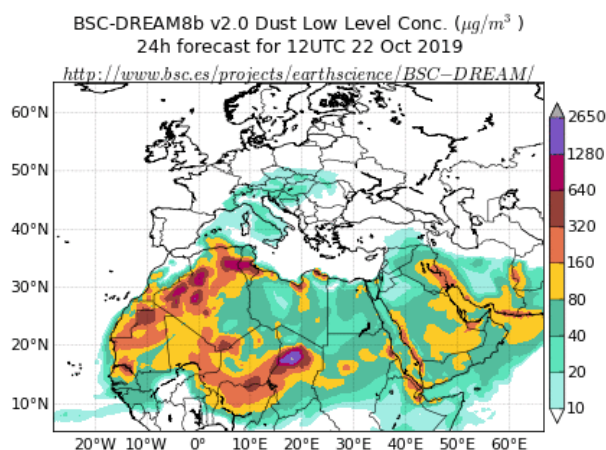 BSC-DREAM8b v2.0 Dust Low Level Conc. (μg/m³ )
24h forecast for 12UTC 22 Oct 2019
http://www.bsc.es/projects/earthscience/BSC−DREAM/
60°N
50°N
40°N
30°N
20°N
10°N
20°W 10°W 0° 10°E 20°E 30°E 40°E 50°E 60°E
2650
1280
640
320
160
80
40
20
10